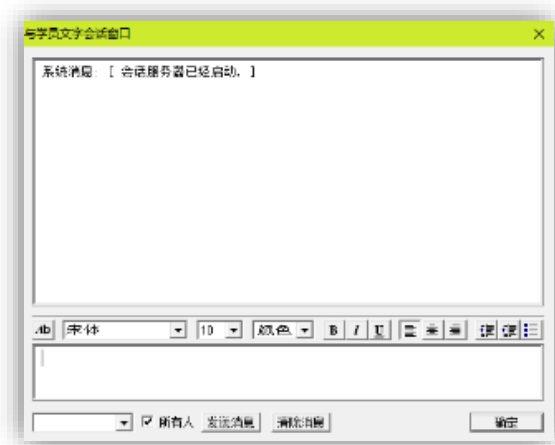 与学员文字会话窗口
系统消息: [ 会话服务器已经启动. ]
Ab 宋体 10 颜色 B I U
所有人 发送消息 清除消息 确定